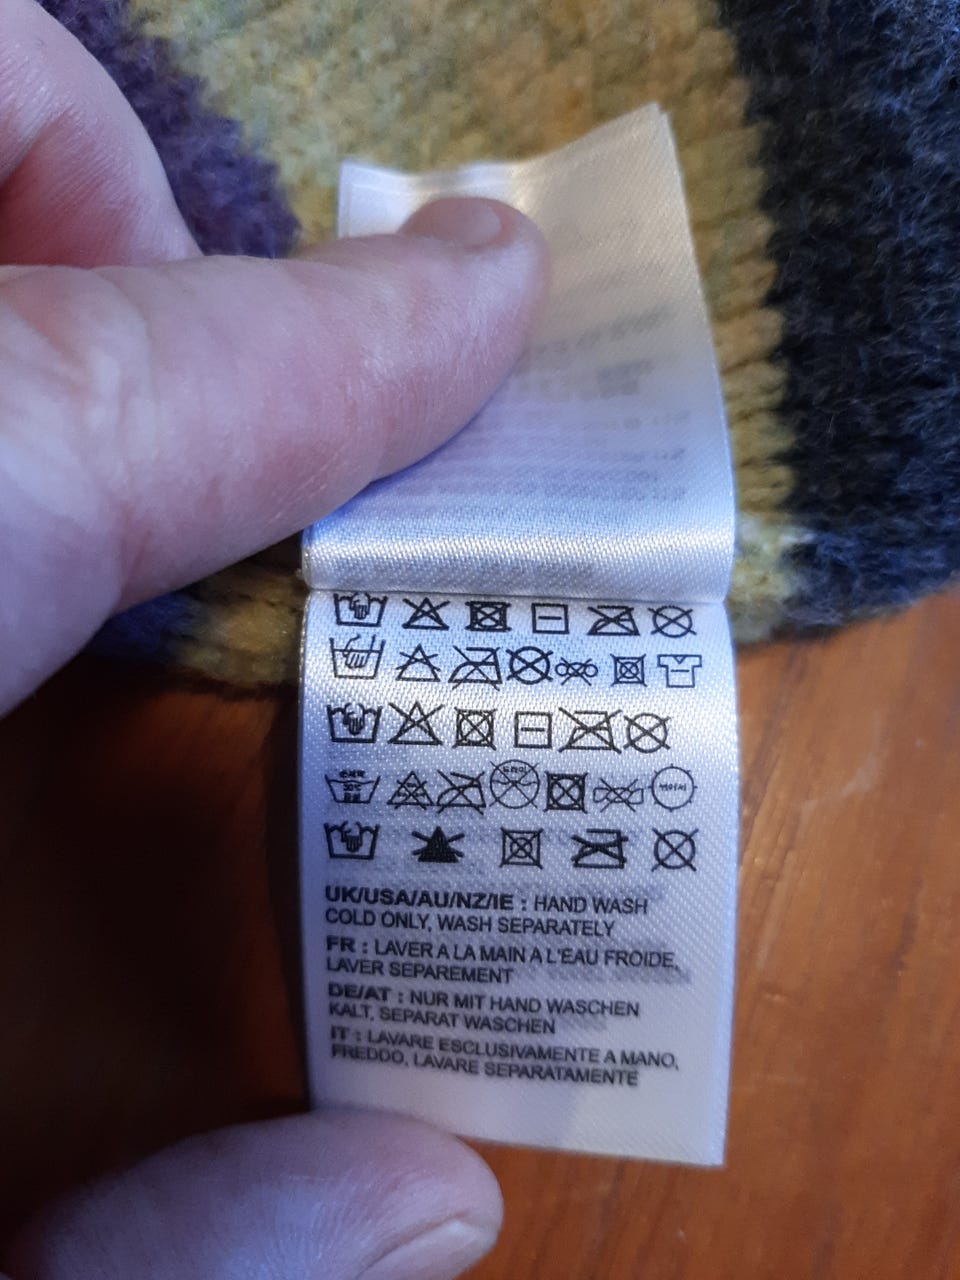 UK/USA/AU/NZ/IE : HAND WASH
COLD ONLY, WASH SEPARATELY
FR : LAVER A LA MAIN A L'EAU FROIDE,
LAVER SEPAREMENT
DE/AT : NUR MIT HAND WASCHEN
KALT, SEPARAT WASCHEN
IT : LAVARE ESCLUSIVAMENTE A MANO,
FREDDO, LAVARE SEPARATAMENTE